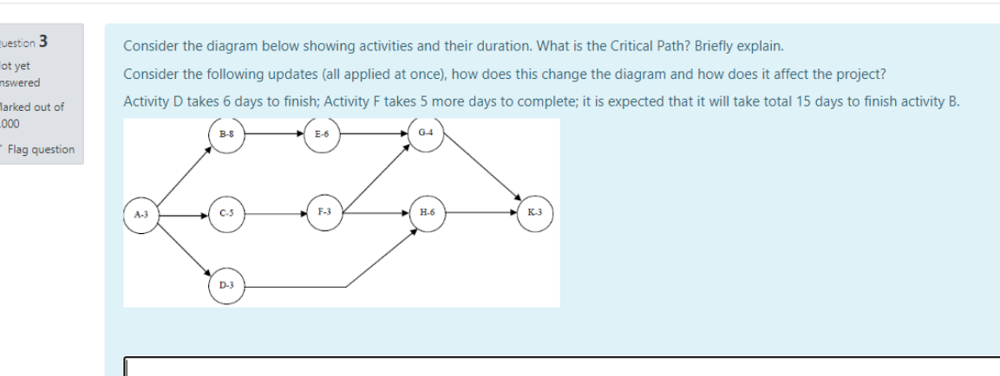 uestion 3
ot yet
nswered
arked out of
.000
Flag question
Consider the diagram below showing activities and their duration. What is the Critical Path? Briefly explain.
Consider the following updates (all applied at once), how does this change the diagram and how does it affect the project?
Activity D takes 6 days to finish; Activity F takes 5 more days to complete; it is expected that it will take total 15 days to finish activity B.
B-8
E-6
G-4
A-3
C-5
F-3
H-6
K-3
D-3